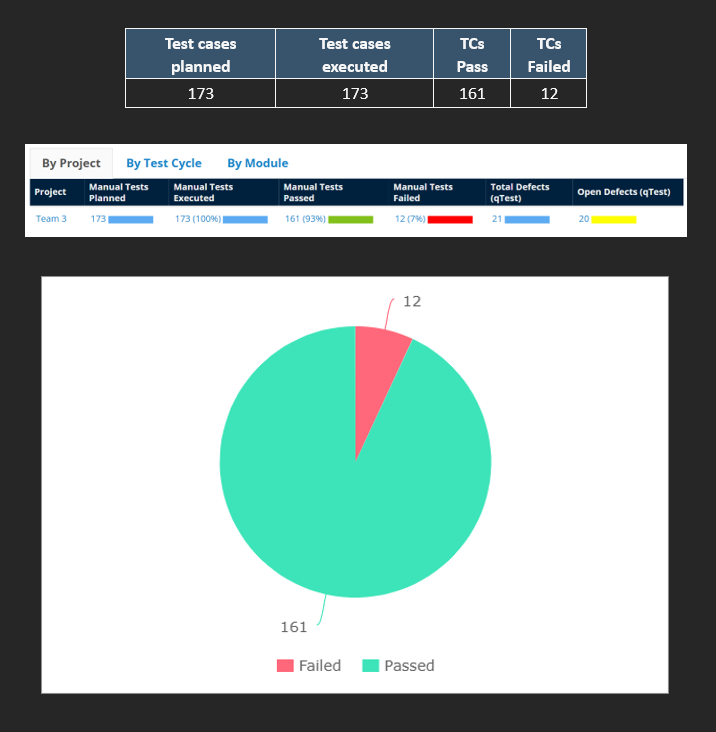 Test cases planned Test cases executed TCs Pass TCs Failed
173 173 161 12
By Project By Test Cycle By Module
Project Manual Tests Planned Manual Tests Executed Manual Tests Passed Manual Tests Failed Total Defects (qTest) Open Defects (qTest)
Team 3 173 173 (100%) 161 (93%) 12 (7%) 21 20
12
161
Failed Passed